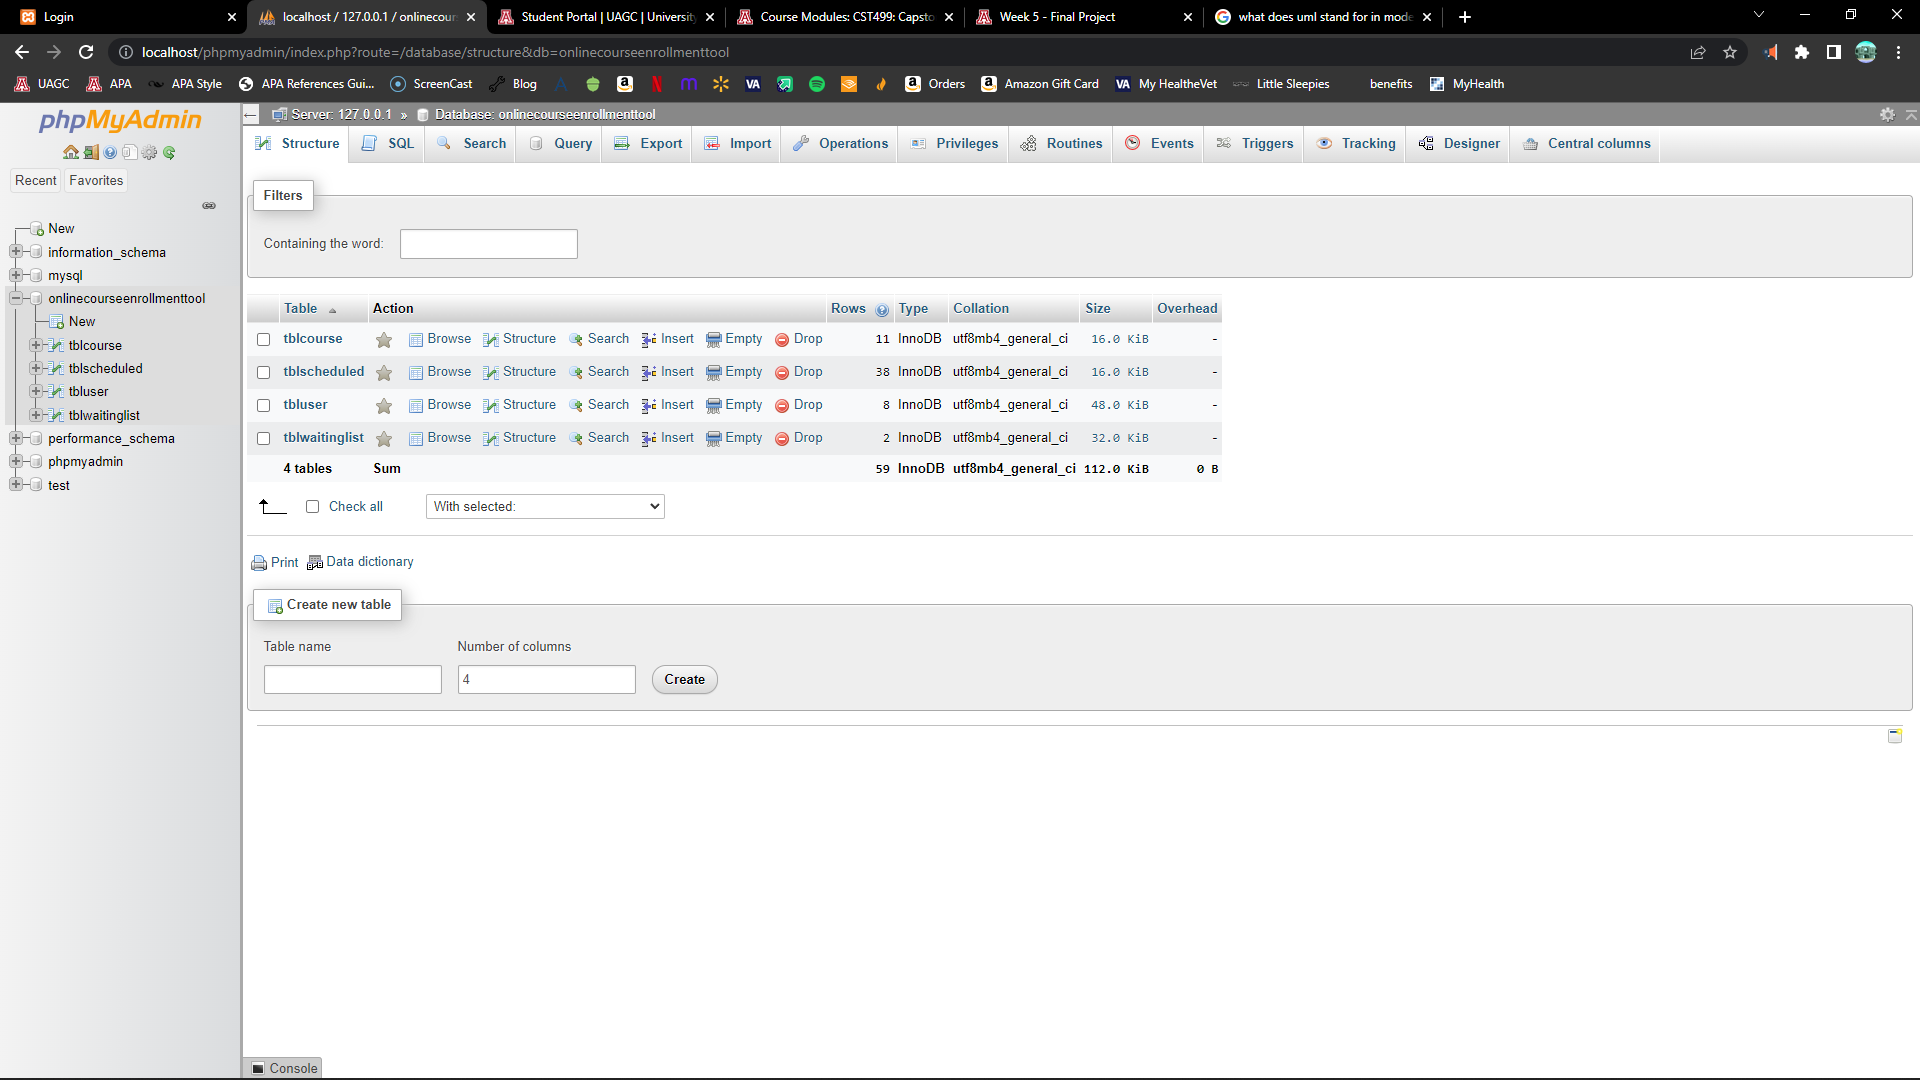 Login
localhost / 127.0.0.1 / onlinecour
Student Portal | UAGC | University
Course Modules: CST499: Capsto
Week 5 - Final Project
what does uml stand for in mode
localhost/phpmyadmin/index.php?route=/database/structure&db=onlinecourseenrollmenttool
UAGC APA APA Style APA References Gui... ScreenCast Blog Orders Amazon Gift Card My HealtheVet Little Sleepies benefits MyHealth
phpMyAdmin
Recent Favorites
New
information_schema
mysql
onlinecourseenrollmenttool
New
tblcourse
tblscheduled
tbluser
tblwaitinglist
performance_schema
phpmyadmin
test
Server: 127.0.0.1 » Database: onlinecourseenrollmenttool
Structure SQL Search Query Export Import Operations Privileges Routines Events Triggers Tracking Designer Central columns
Filters
Containing the word:
Table Action Rows Type Collation Size Overhead
tblcourse Browse Structure Search Insert Empty Drop 11 InnoDB utf8mb4_general_ci 16.0 KiB -
tblscheduled Browse Structure Search Insert Empty Drop 38 InnoDB utf8mb4_general_ci 16.0 KiB -
tbluser Browse Structure Search Insert Empty Drop 8 InnoDB utf8mb4_general_ci 48.0 KiB -
tblwaitinglist Browse Structure Search Insert Empty Drop 2 InnoDB utf8mb4_general_ci 32.0 KiB -
4 tables Sum 59 InnoDB utf8mb4_general_ci 112.0 KiB 0 B
Check all With selected:
Print Data dictionary
Create new table
Table name Number of columns
4 Create
Console